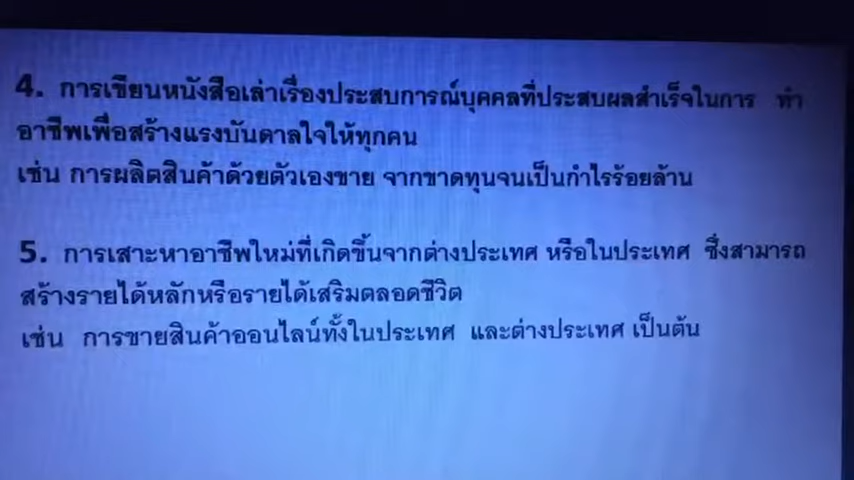 4. การเขียนหนังสือเล่าเรื่องประสบการณ์บุคคลที่ประสบผลสำเร็จในการ ทำ
อาชีพเพื่อสร้างแรงบันดาลใจให้ทุกคน
เช่น การผลิตสินค้าด้วยตัวเองขาย จากขาดทุนจนเป็นกำไรร้อยล้าน
5. การเสาะหาอาชีพใหม่ที่เกิดขึ้นจากต่างประเทศ หรือในประเทศ ซึ่งสามารถ
สร้างรายได้หลักหรือรายได้เสริมตลอดชีวิต
เช่น การขายสินค้าออนไลน์ทั้งในประเทศ และต่างประเทศ เป็นต้น